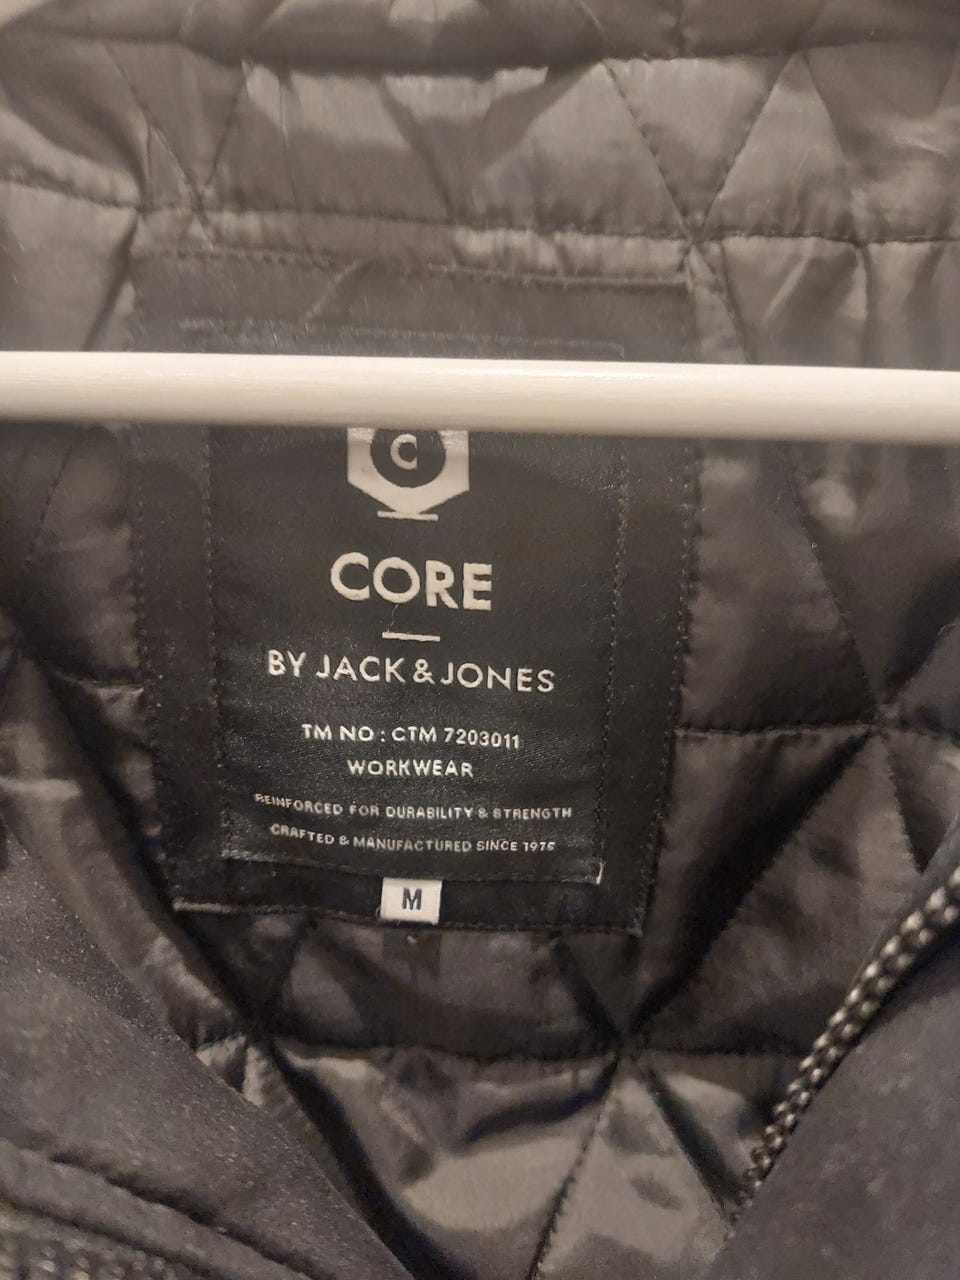 C
CORE
BY JACK & JONES
TM NO : CTM 7203011
WORKWEAR
REINFORCED FOR DURABILITY & STRENGTH
CRAFTED & MANUFACTURED SINCE 1975
M